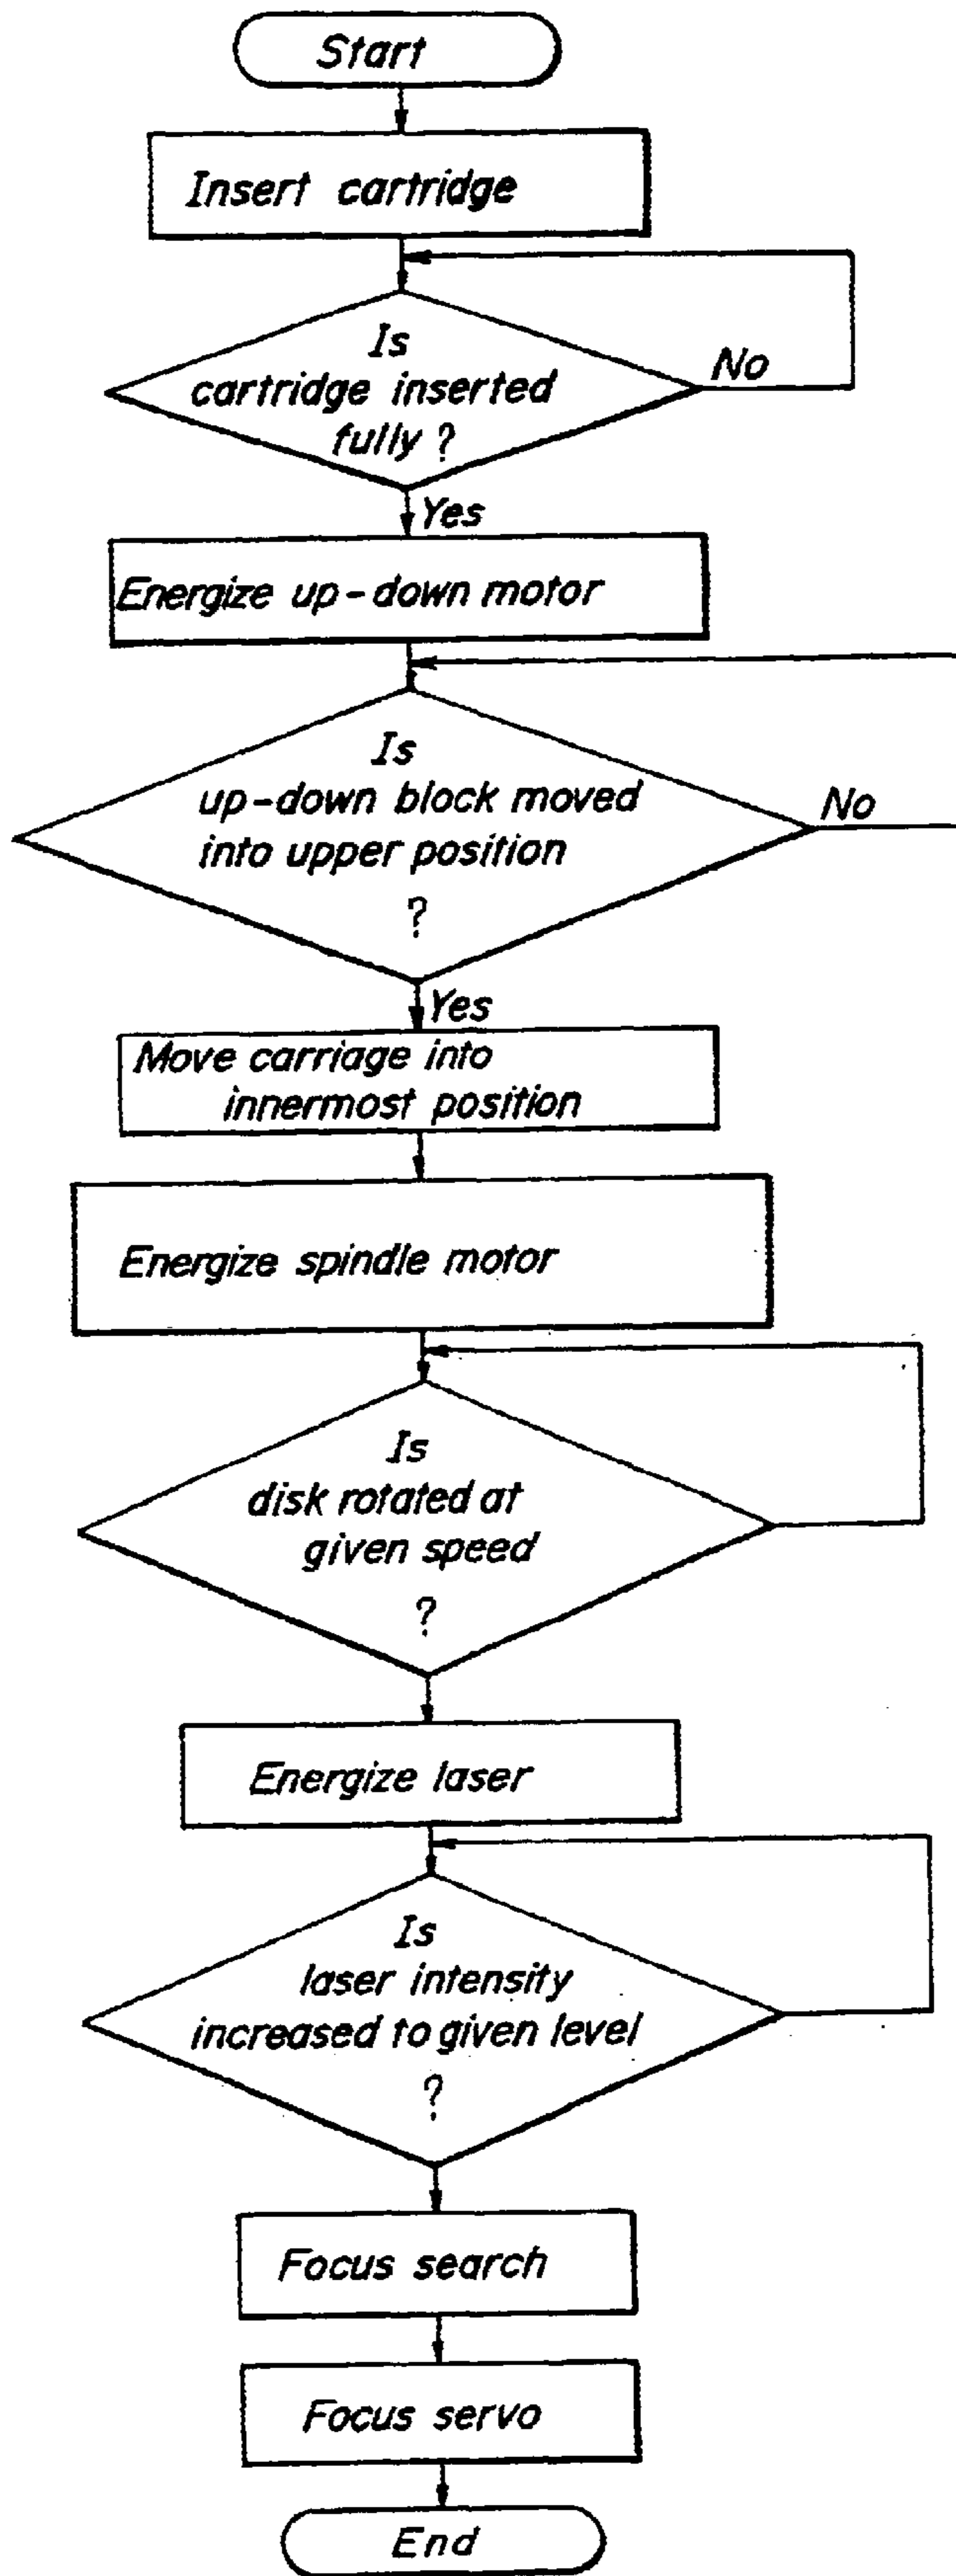 Start
Insert cartridge
Is
cartridge inserted
fully ?
No
Yes
Energize up-down motor
Is
up-down block moved
into upper position
?
No
Yes
Move carriage into
innermost position
Energize spindle motor
Is
disk rotated at
given speed
?
Energize laser
Is
laser intensity
increased to given level
?
Focus search
Focus servo
End